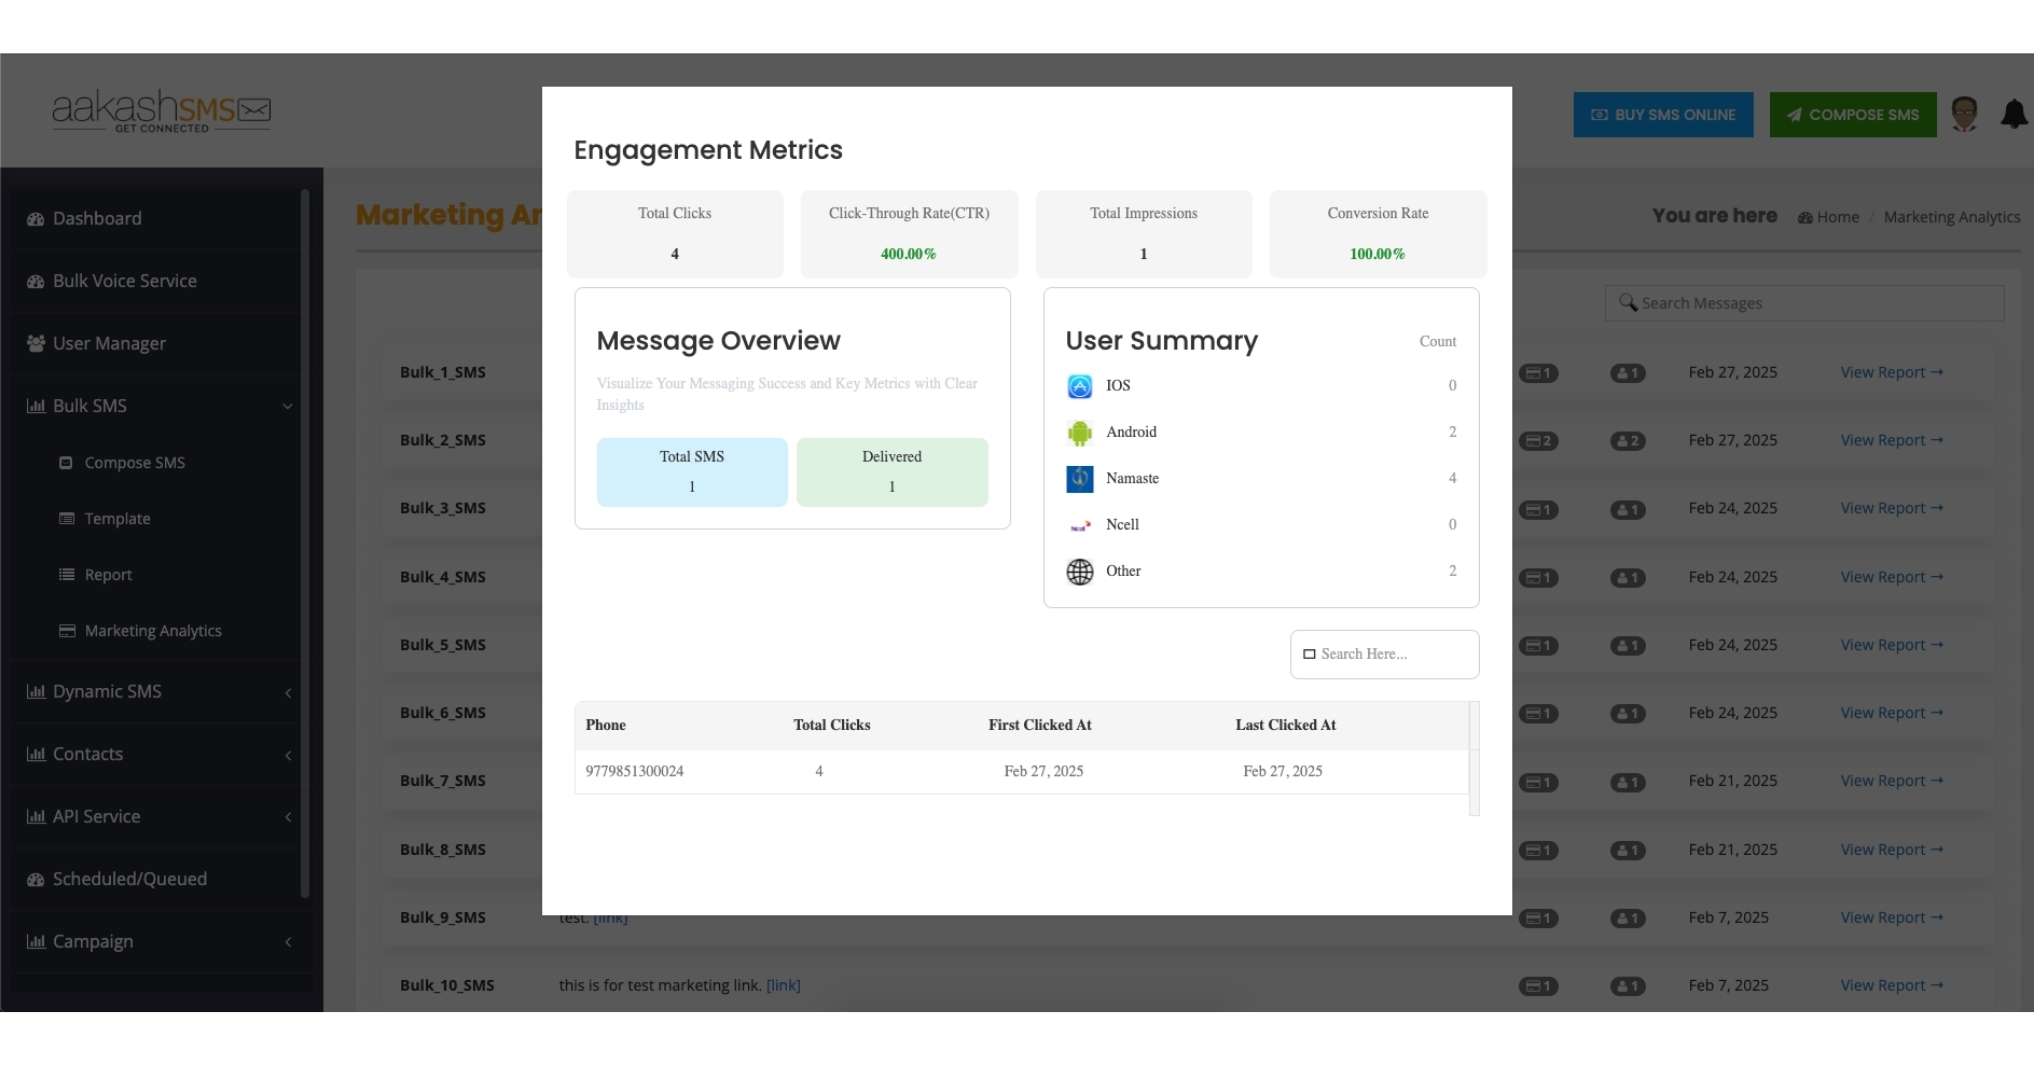 aakashSMS
GET CONNECTED
BUY SMS ONLINE
COMPOSE SMS
Dashboard
Bulk Voice Service
User Manager
Bulk SMS
Compose SMS
Template
Report
Marketing Analytics
Dynamic SMS
Contacts
API Service
Scheduled/Queued
Campaign
Marketing Ar
You are here Home / Marketing Analytics
Search Messages
Bulk_1_SMS 1 1 Feb 27, 2025 View Report →
Bulk_2_SMS 2 2 Feb 27, 2025 View Report →
Bulk_3_SMS 1 1 Feb 24, 2025 View Report →
Bulk_4_SMS 1 1 Feb 24, 2025 View Report →
Bulk_5_SMS 1 1 Feb 24, 2025 View Report →
Bulk_6_SMS 1 1 Feb 24, 2025 View Report →
Bulk_7_SMS 1 1 Feb 21, 2025 View Report →
Bulk_8_SMS 1 1 Feb 21, 2025 View Report →
Bulk_9_SMS test. [link] 1 1 Feb 7, 2025 View Report →
Bulk_10_SMS this is for test marketing link. [link] 1 1 Feb 7, 2025 View Report →
Engagement Metrics
Total Clicks
4
Click-Through Rate(CTR)
400.00%
Total Impressions
1
Conversion Rate
100.00%
Message Overview
Visualize Your Messaging Success and Key Metrics with Clear
Insights
Total SMS
1
Delivered
1
User Summary Count
IOS 0
Android 2
Namaste 4
Ncell 0
Other 2
Search Here...
Phone Total Clicks First Clicked At Last Clicked At
9779851300024 4 Feb 27, 2025 Feb 27, 2025